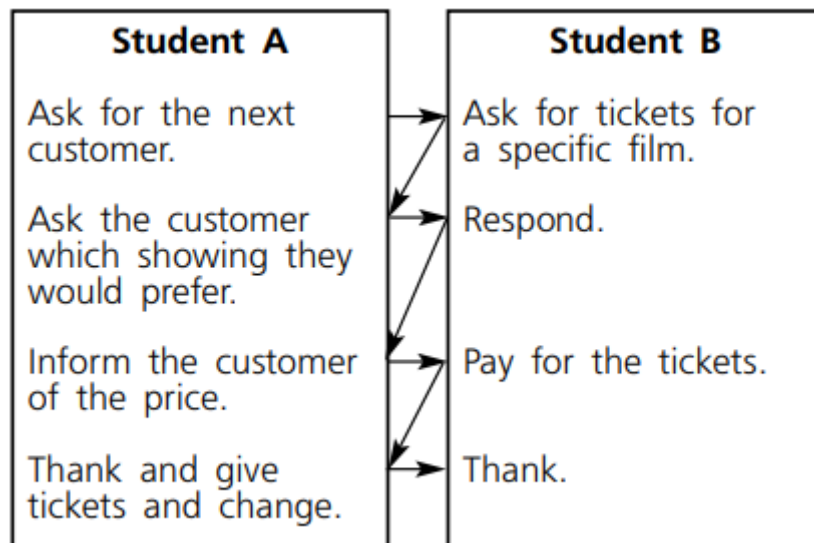 Student A
Ask for the next
customer.
Ask the customer
which showing they
would prefer.
Inform the customer
of the price.
Thank and give
tickets and change.
Student B
Ask for tickets for
a specific film.
Respond.
Pay for the tickets.
Thank.